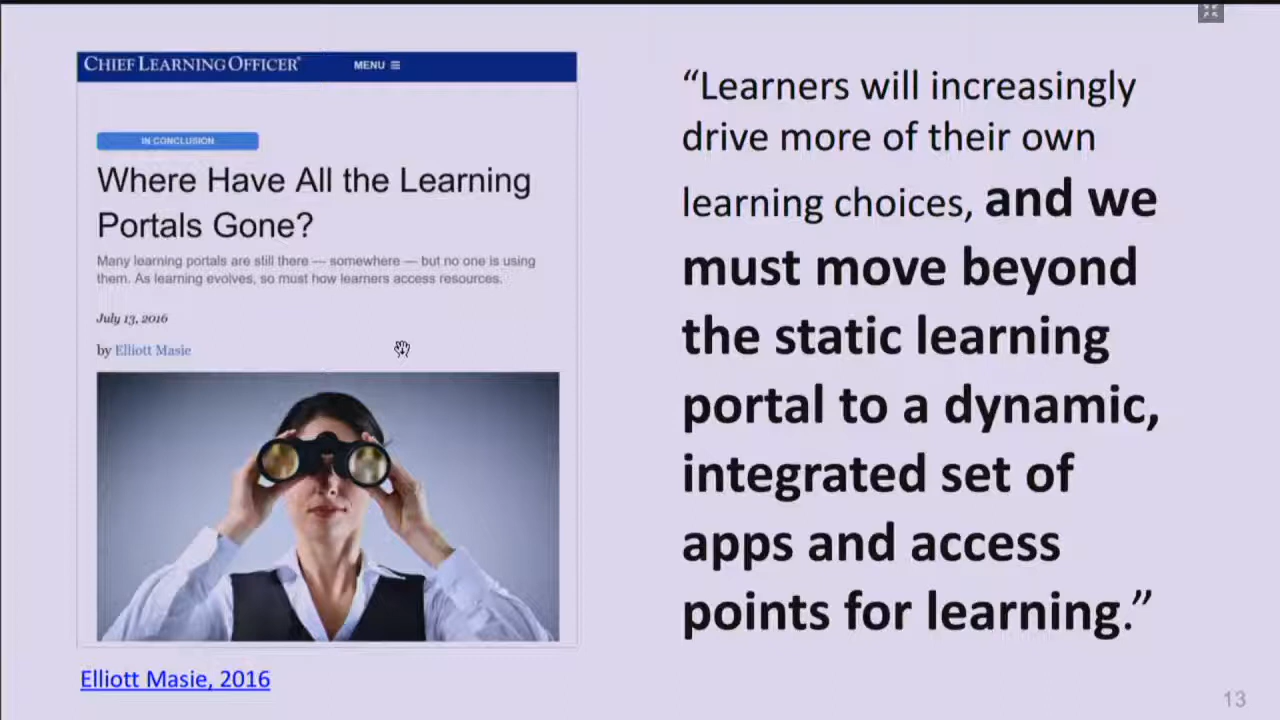 CHIEF LEARNING OFFICER®
MENU ☰
IN CONCLUSION
Where Have All the Learning
Portals Gone?
Many learning portals are still there — somewhere — but no one is using
them. As learning evolves, so must how learners access resources.
July 13, 2016
by Elliott Masie
Elliott Masie, 2016
“Learners will increasingly
drive more of their own
learning choices, and we
must move beyond
the static learning
portal to a dynamic,
integrated set of
apps and access
points for learning.”
13